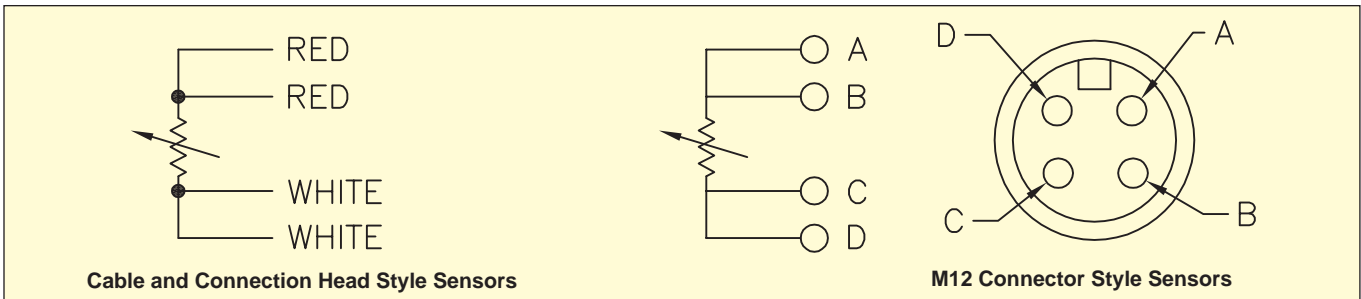 RED
RED
WHITE
WHITE
Cable and Connection Head Style Sensors
A
B
C
D
D
A
C
B
M12 Connector Style Sensors